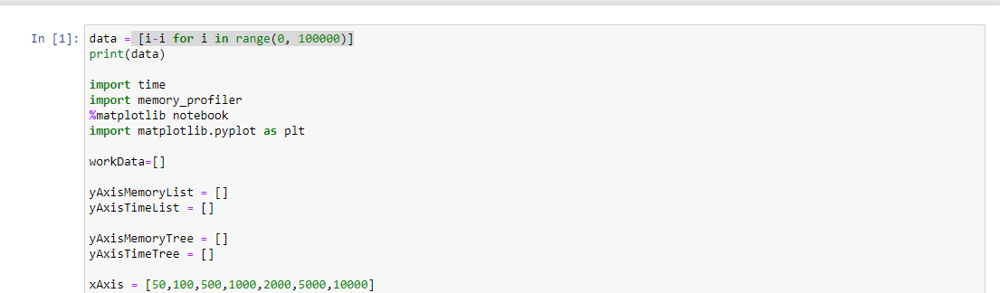 In [1]: data = [i-i for i in range(0, 100000)]
print(data)
import time
import memory_profiler
%matplotlib notebook
import matplotlib.pyplot as plt
workData=[]
yAxisMemoryList = []
yAxisTimeList = []
yAxisMemoryTree = []
yAxisTimeTree = []
xAxis = [50,100,500,1000,2000,5000,10000]